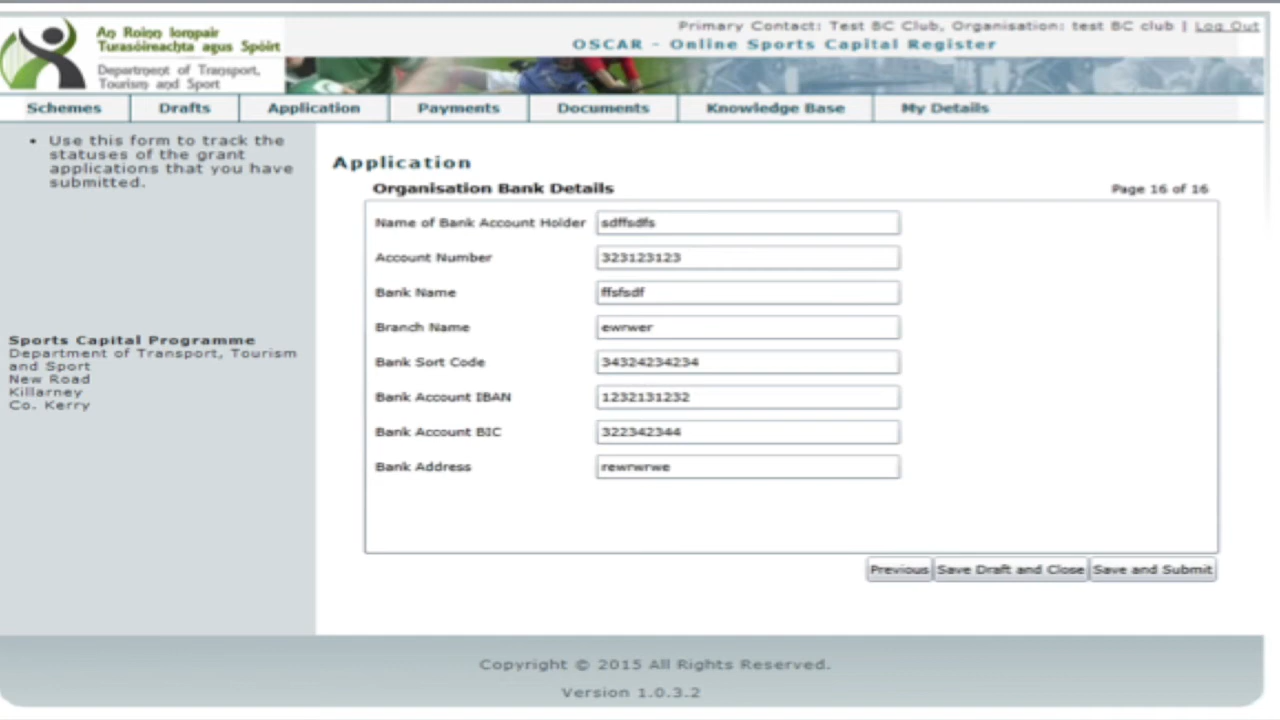 An Roinn Iompair
Turasóireachta agus Spóirt
Department of Transport,
Tourism and Sport
Primary Contact: Test BC Club, Organisation: test BC club | Log Out
OSCAR - Online Sports Capital Register
Schemes Drafts Application Payments Documents Knowledge Base My Details
• Use this form to track the
statuses of the grant
applications that you have
submitted.
Sports Capital Programme
Department of Transport, Tourism
and Sport
New Road
Killarney
Co. Kerry
Application
Organisation Bank Details Page 16 of 16
Name of Bank Account Holder sdffsdfs
Account Number 323123123
Bank Name ffsfsdf
Branch Name ewrwer
Bank Sort Code 34324234234
Bank Account IBAN 1232131232
Bank Account BIC 322342344
Bank Address rewrwrwe
Previous Save Draft and Close Save and Submit
Copyright © 2015 All Rights Reserved.
Version 1.0.3.2